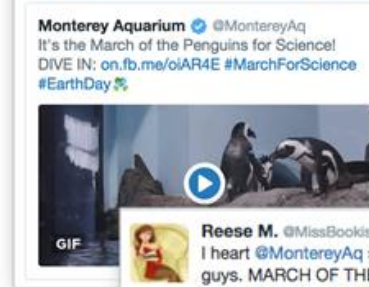 Monterey Aquarium @MontereyAq
It's the March of the Penguins for Science!
DIVE IN: on.fb.me/oiAR4E #MarchForScience
#EarthDay
GIF
Reese M. @MissBookis
I heart @MontereyAq
guys. MARCH OF THE